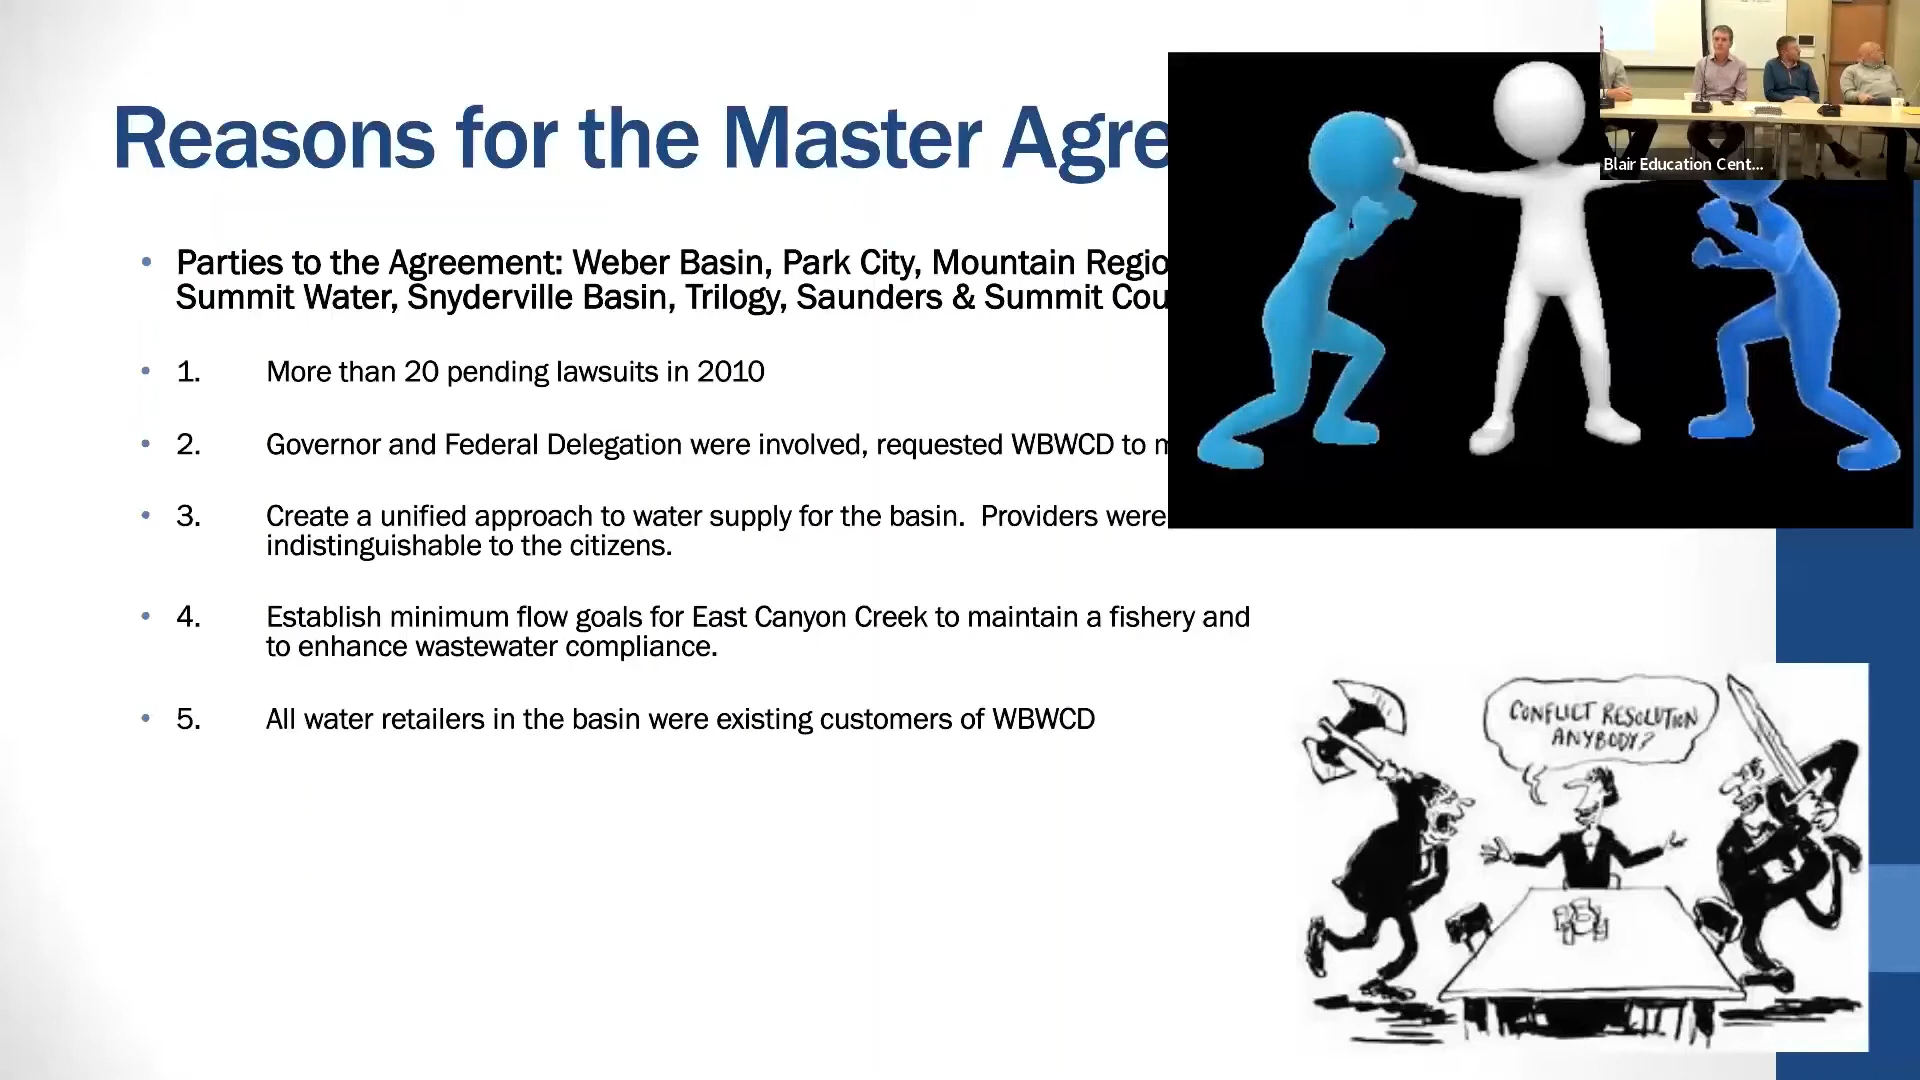 Reasons for the Master Agre
Parties to the Agreement: Weber Basin, Park City, Mountain Regio
Summit Water, Snyderville Basin, Trilogy, Saunders & Summit Cou
1. More than 20 pending lawsuits in 2010
2. Governor and Federal Delegation were involved, requested WBWCD to
3. Create a unified approach to water supply for the basin. Providers were
indistinguishable to the citizens.
4. Establish minimum flow goals for East Canyon Creek to maintain a fishery and
to enhance wastewater compliance.
5. All water retailers in the basin were existing customers of WBWCD
Blair Education Cent...
CONFLICT RESOLUTION
ANYBODY?